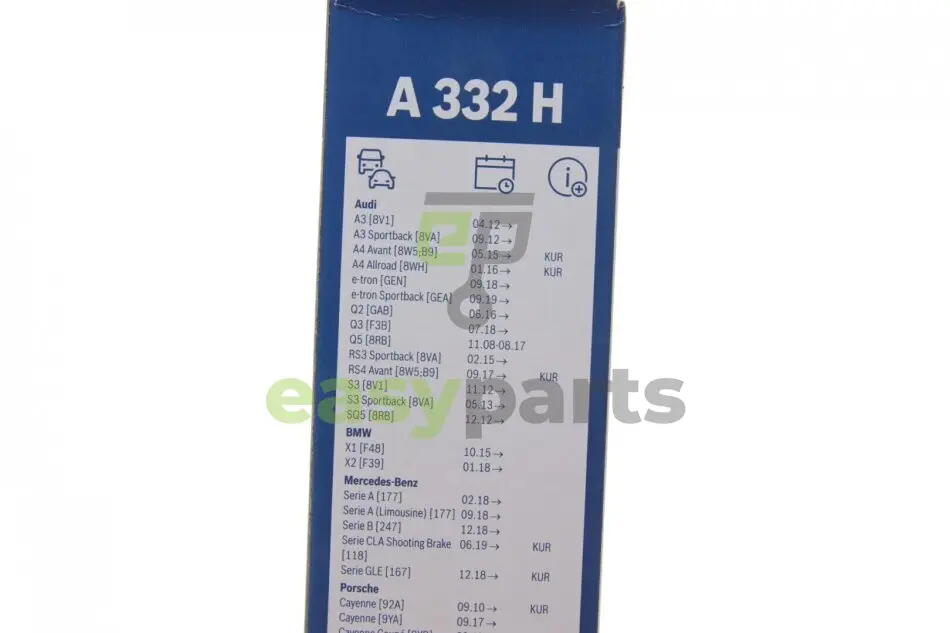 A 332 H
Audi
A3 [8V1] 04.12→
A3 Sportback [8VA] 09.12→
A4 Avant [8W5;B9] 05.15→ KUR
A4 Allroad [8WH] 01.16→ KUR
e-tron [GEN] 09.18→
e-tron Sportback [GEA] 09.19→
Q2 [GAB] 06.16→
Q3 [F3B] 07.18→
Q5 [8RB] 11.08-08.17
RS3 Sportback [8VA] 02.15→
RS4 Avant [8W5;B9] 09.17→ KUR
S3 [8V1] 11.12→
S3 Sportback [8VA] 05.13→
SQ5 [8RB] 12.12→
easyparts
BMW
X1 [F48] 10.15→
X2 [F39] 01.18→
Mercedes-Benz
Serie A [177] 02.18→
Serie A (Limousine) [177] 09.18→
Serie B [247] 12.18→
Serie CLA Shooting Brake 06.19→ KUR
[118]
Serie GLE [167] 12.18→ KUR
Porsche
Cayenne [92A] 09.10→ KUR
Cayenne [9YA] 09.17→